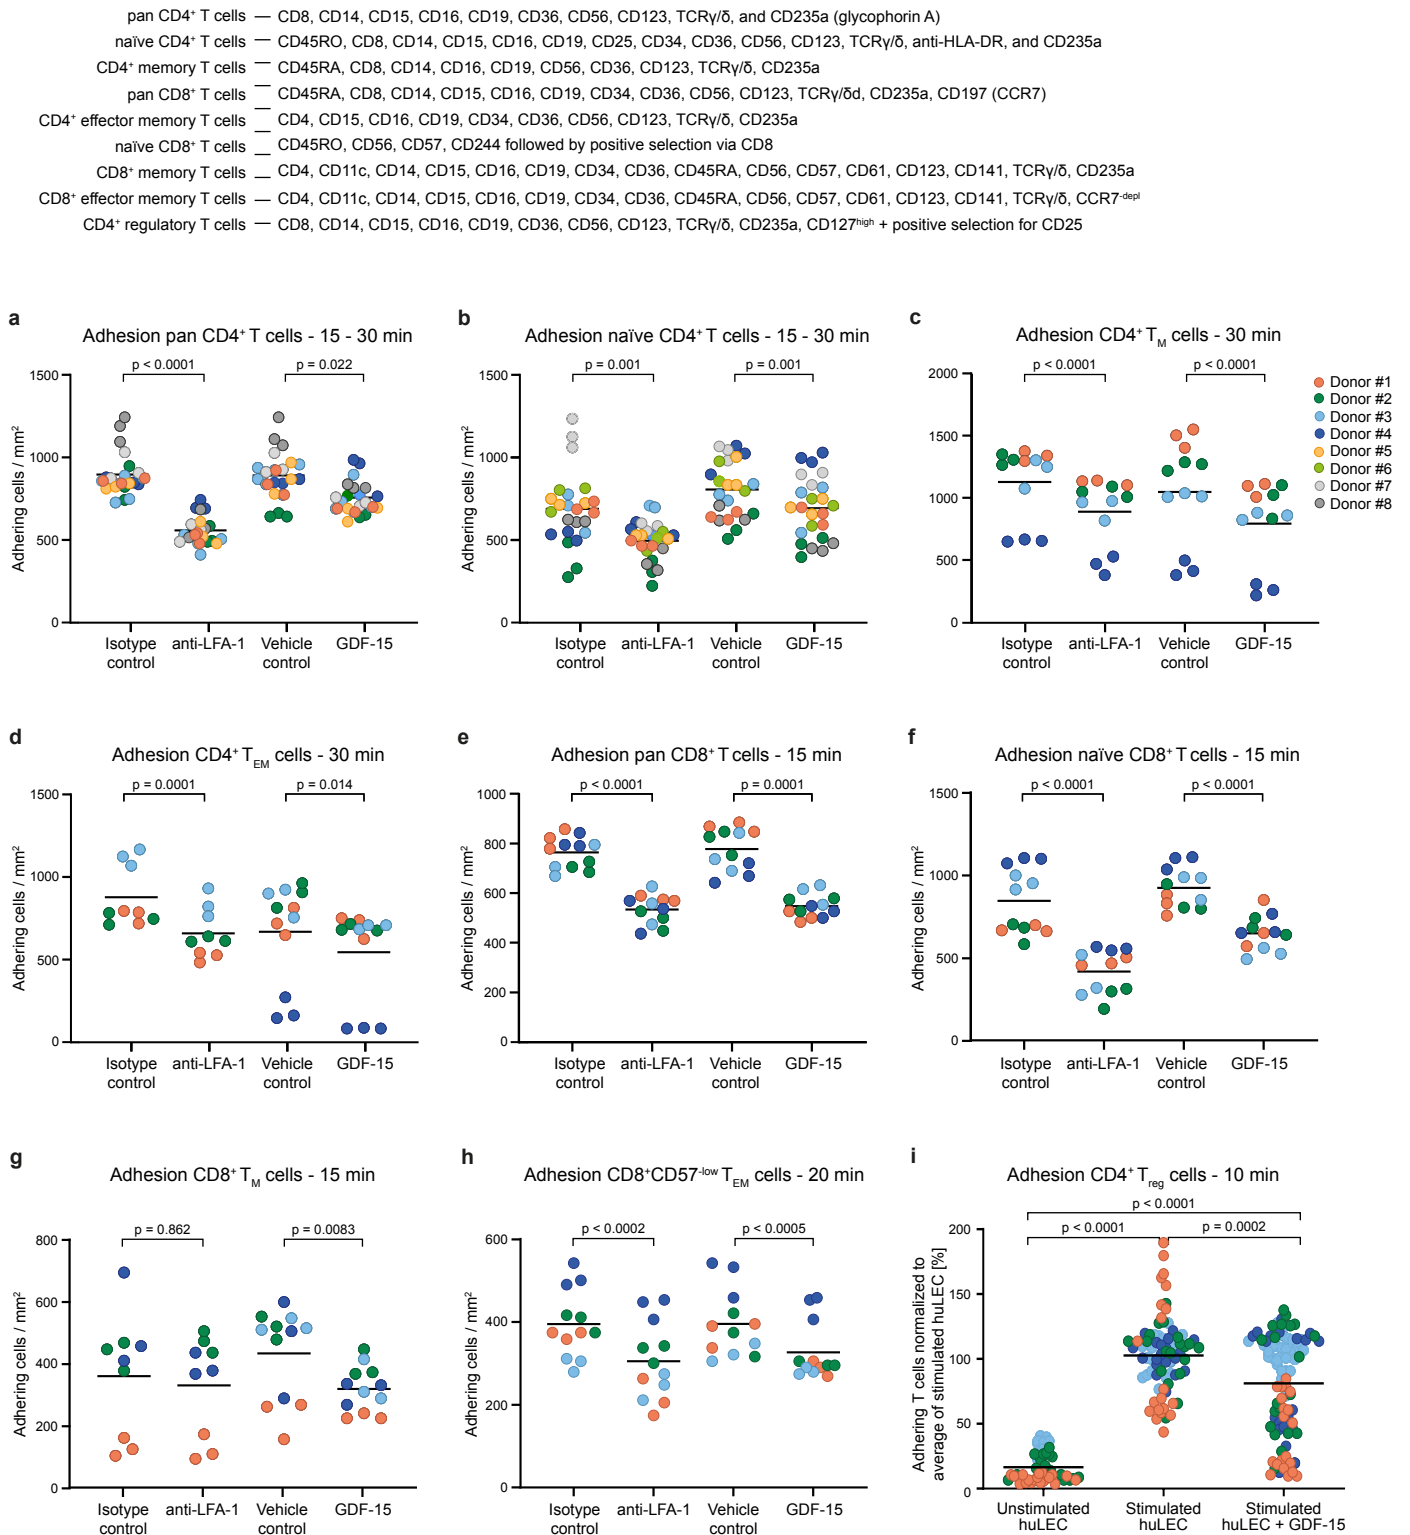 pan CD4⁺ T cells — CD8, CD14, CD15, CD16, CD19, CD36, CD56, CD123, TCRγ/δ, and CD235a (glycophorin A)
naïve CD4⁺ T cells — CD45RO, CD8, CD14, CD15, CD16, CD19, CD25, CD34, CD36, CD56, CD123, TCRγ/δ, anti-HLA-DR, and CD235a
CD4⁺ memory T cells — CD45RA, CD8, CD14, CD16, CD19, CD56, CD36, CD123, TCRγ/δ, CD235a
pan CD8⁺ T cells — CD45RA, CD8, CD14, CD15, CD16, CD19, CD34, CD36, CD56, CD123, TCRγ/δd, CD235a, CD197 (CCR7)
CD4⁺ effector memory T cells — CD4, CD15, CD16, CD19, CD34, CD36, CD56, CD123, TCRγ/δ, CD235a
naïve CD8⁺ T cells — CD45RO, CD56, CD57, CD244 followed by positive selection via CD8
CD8⁺ memory T cells — CD4, CD11c, CD14, CD15, CD16, CD19, CD34, CD36, CD45RA, CD56, CD57, CD61, CD123, CD141, TCRγ/δ, CD235a
CD8⁺ effector memory T cells — CD4, CD11c, CD14, CD15, CD16, CD19, CD34, CD36, CD45RA, CD56, CD57, CD61, CD123, CD141, TCRγ/δ, CCR7⁻ᵈᵉᵖˡ
CD4⁺ regulatory T cells — CD8, CD14, CD15, CD16, CD19, CD36, CD56, CD123, TCRγ/δ, CD235a, CD127ʰⁱᵍʰ + positive selection for CD25
a
Adhesion pan CD4⁺ T cells - 15 - 30 min
p < 0.0001
p = 0.022
Adhering cells / mm²
1500
1000
500
0
Isotype control
anti-LFA-1
Vehicle control
GDF-15
b
Adhesion naïve CD4⁺ T cells - 15 - 30 min
p = 0.001
p = 0.001
Adhering cells / mm²
1500
1000
500
0
Isotype control
anti-LFA-1
Vehicle control
GDF-15
c
Adhesion CD4⁺ T_M - 30 min
p < 0.0001
p < 0.0001
Adhering cells / mm²
2000
1500
1000
500
0
Isotype control
anti-LFA-1
Vehicle control
GDF-15
Donor #1
Donor #2
Donor #3
Donor #4
Donor #5
Donor #6
Donor #7
Donor #8
d
Adhesion CD4⁺ T_EM cells - 30 min
p = 0.0001
p = 0.014
Adhering cells / mm²
1500
1000
500
0
Isotype control
anti-LFA-1
Vehicle control
GDF-15
e
Adhesion pan CD8⁺ T cells - 15 min
p < 0.0001
p = 0.0001
Adhering cells / mm²
1000
800
600
400
200
0
Isotype control
anti-LFA-1
Vehicle control
GDF-15
f
Adhesion naïve CD8⁺ T cells - 15 min
p < 0.0001
p < 0.0001
Adhering cells / mm²
1500
1000
500
0
Isotype control
anti-LFA-1
Vehicle control
GDF-15
g
Adhesion CD8⁺ T_M cells - 15 min
p = 0.862
p = 0.0083
Adhering cells / mm²
800
600
400
200
0
Isotype control
anti-LFA-1
Vehicle control
GDF-15
h
Adhesion CD8⁺CD57⁻ˡᵒʷ T_EM cells - 20 min
p < 0.0002
p < 0.0005
Adhering cells / mm²
600
400
200
0
Isotype control
anti-LFA-1
Vehicle control
GDF-15
i
Adhesion CD4⁺ T_reg cells - 10 min
p < 0.0001
p < 0.0001
p = 0.0002
Adhering T cells normalized to
average of stimulated huLEC [%]
200
150
100
50
0
Unstimulated huLEC
Stimulated huLEC
Stimulated huLEC + GDF-15